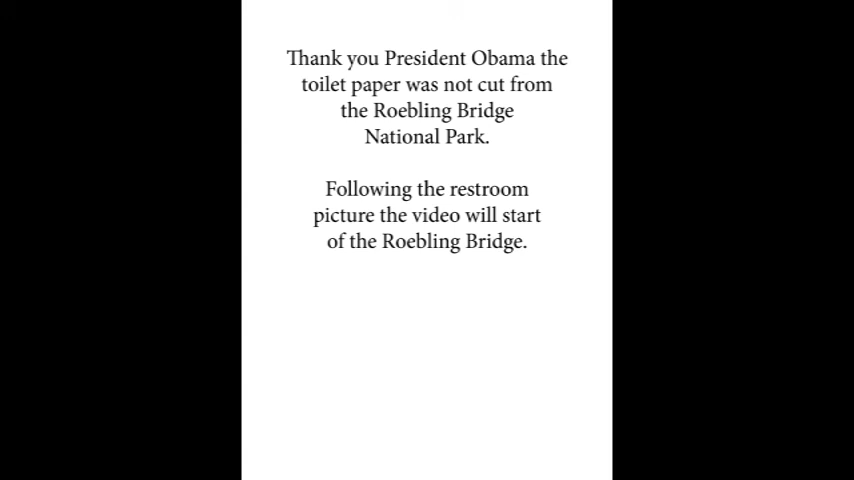 Thank you President Obama the
toilet paper was not cut from
the Roebling Bridge
National Park.
Following the restroom
picture the video will start
of the Roebling Bridge.